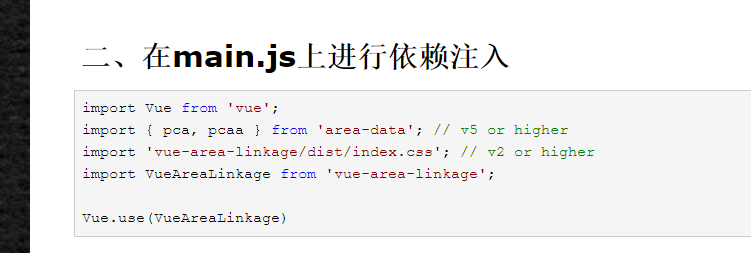 二、在main.js上进行依赖注入
import Vue from 'vue';
import { pca, pcaa } from 'area-data'; // v5 or higher
import 'vue-area-linkage/dist/index.css'; // v2 or higher
import VueAreaLinkage from 'vue-area-linkage';
Vue.use(VueAreaLinkage)